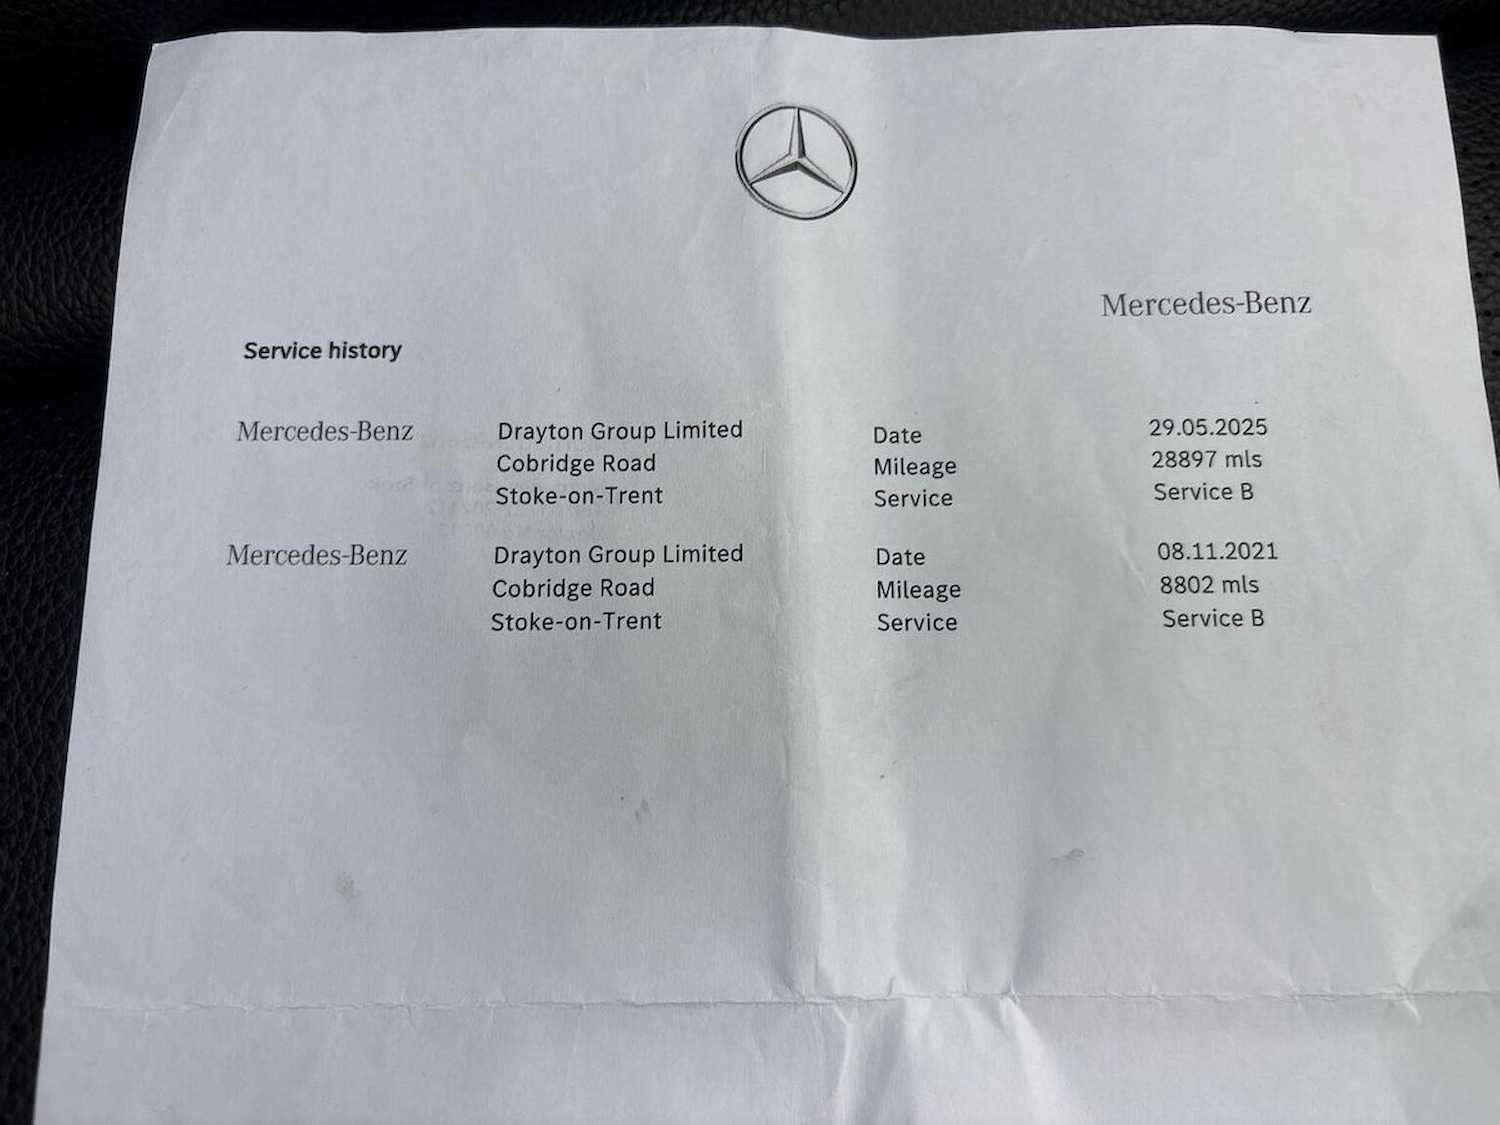 Mercedes-Benz
Service history
Mercedes-Benz Drayton Group Limited Date 29.05.2025
Cobridge Road Mileage 28897 mls
Stoke-on-Trent Service Service B
Mercedes-Benz Drayton Group Limited Date 08.11.2021
Cobridge Road Mileage 8802 mls
Stoke-on-Trent Service Service B